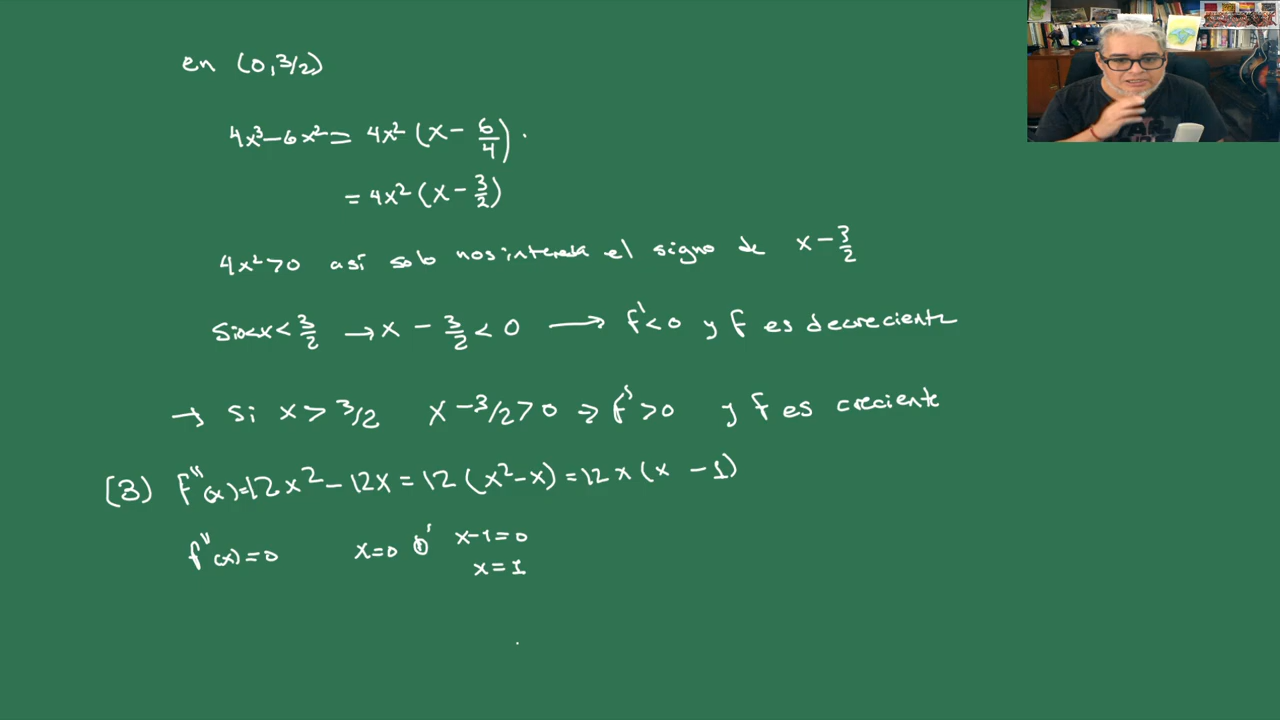 en (0, 3/2)
4x³-6x² = 4x² (x - 6/4).
= 4x² (x - 3/2)
4x²>0 así solo nos interesa el signo de x - 3/2
Si 0<x<3/2 → x - 3/2 < 0 → f'<0 y f es decreciente
→ Si x > 3/2 x - 3/2 > 0 ⇒ f' > 0 y f es creciente
(3) f''(x)=12x² - 12x = 12 (x²-x) = 12x (x - 1)
f''(x) = 0 x=0 ó x-1=0
x=1